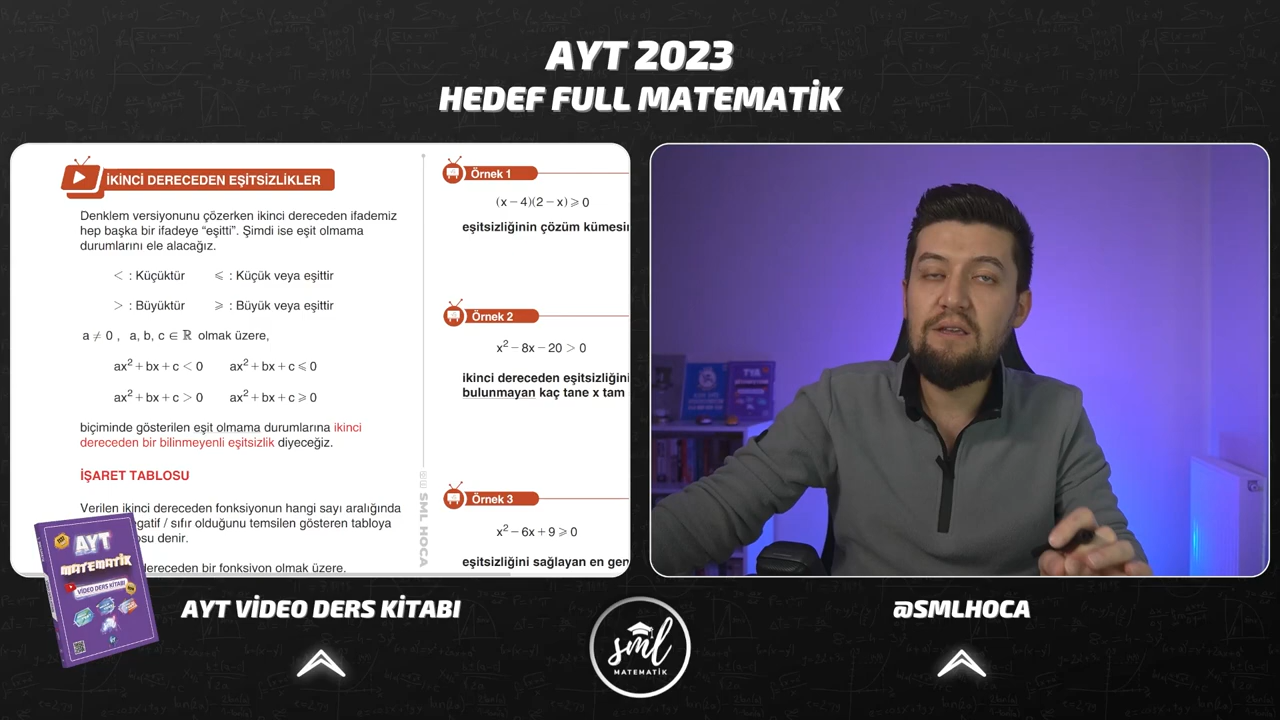 AYT 2023
HEDEF FULL MATEMATİK
İKİNCİ DERECEDEN EŞİTSİZLİKLER
Denklem versiyonunu çözerken ikinci dereceden ifademiz
hep başka bir ifadeye “eşitti”. Şimdi ise eşit olmama
durumlarını ele alacağız.
< : Küçüktür ⩽ : Küçük veya eşittir
> : Büyüktür ⩾ : Büyük veya eşittir
a ≠ 0 , a, b, c ∈ ℝ olmak üzere,
ax² + bx + c < 0 ax² + bx + c ⩽ 0
ax² + bx + c > 0 ax² + bx + c ⩾ 0
biçiminde gösterilen eşit olmama durumlarına ikinci
dereceden bir bilinmeyenli eşitsizlik diyeceğiz.
İŞARET TABLOSU
Verilen ikinci dereceden fonksiyonun hangi sayı aralığında
/ sıfır olduğunu temsilen gösteren tabloya
denir.
dereceden bir fonksiyon olmak üzere.
SML HOCA
Örnek 1
(x − 4)(2 − x) ⩾ 0
eşitsizliğinin çözüm
Örnek 2
x² − 8x − 20 > 0
ikinci dereceden
bulunmayan kaç tane x tam
Örnek 3
x² − 6x + 9 ⩾ 0
eşitsizliğini sağlayan en
AYT
MATEMATİK
VİDEO DERS KİTABI
AYT VİDEO DERS KİTABI
sml
MATEMATİK
@SMLHOCA